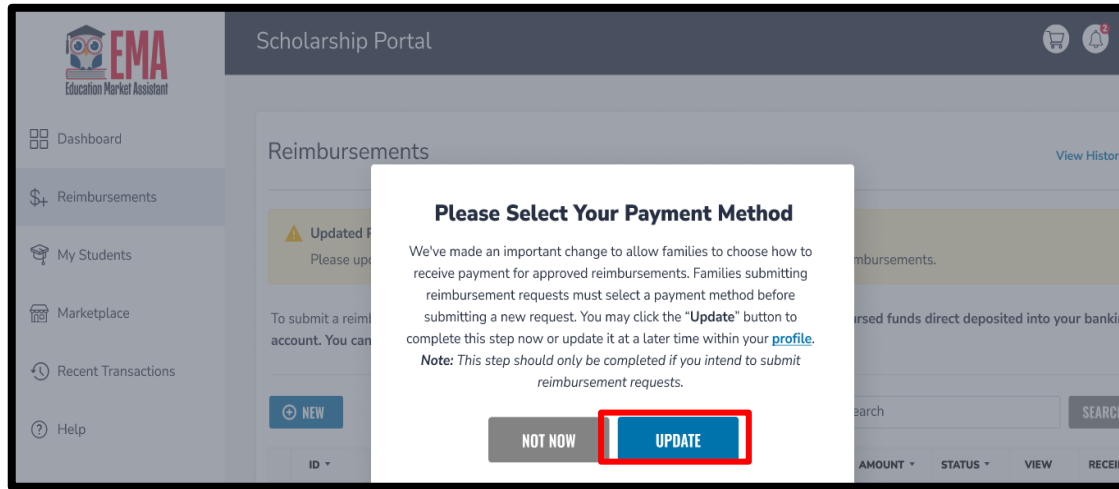 EMA
Education Market Assistant
Dashboard
Reimbursements
My Students
Marketplace
Recent Transactions
Help
Scholarship Portal
2
Reimbursements
View Histor
Updated
Please
mbursements.
To submit a reim
ursed funds direct deposited into your bankin
account. You can
NEW
earch
SEARCH
ID
AMOUNT
STATUS
VIEW
RECEI
Please Select Your Payment Method
We've made an important change to allow families to choose how to
receive payment for approved reimbursements. Families submitting
reimbursement requests must select a payment method before
submitting a new request. You may click the “Update” button to
complete this step now or update it at a later time within your profile.
Note: This step should only be completed if you intend to submit
reimbursement requests.
NOT NOW
UPDATE